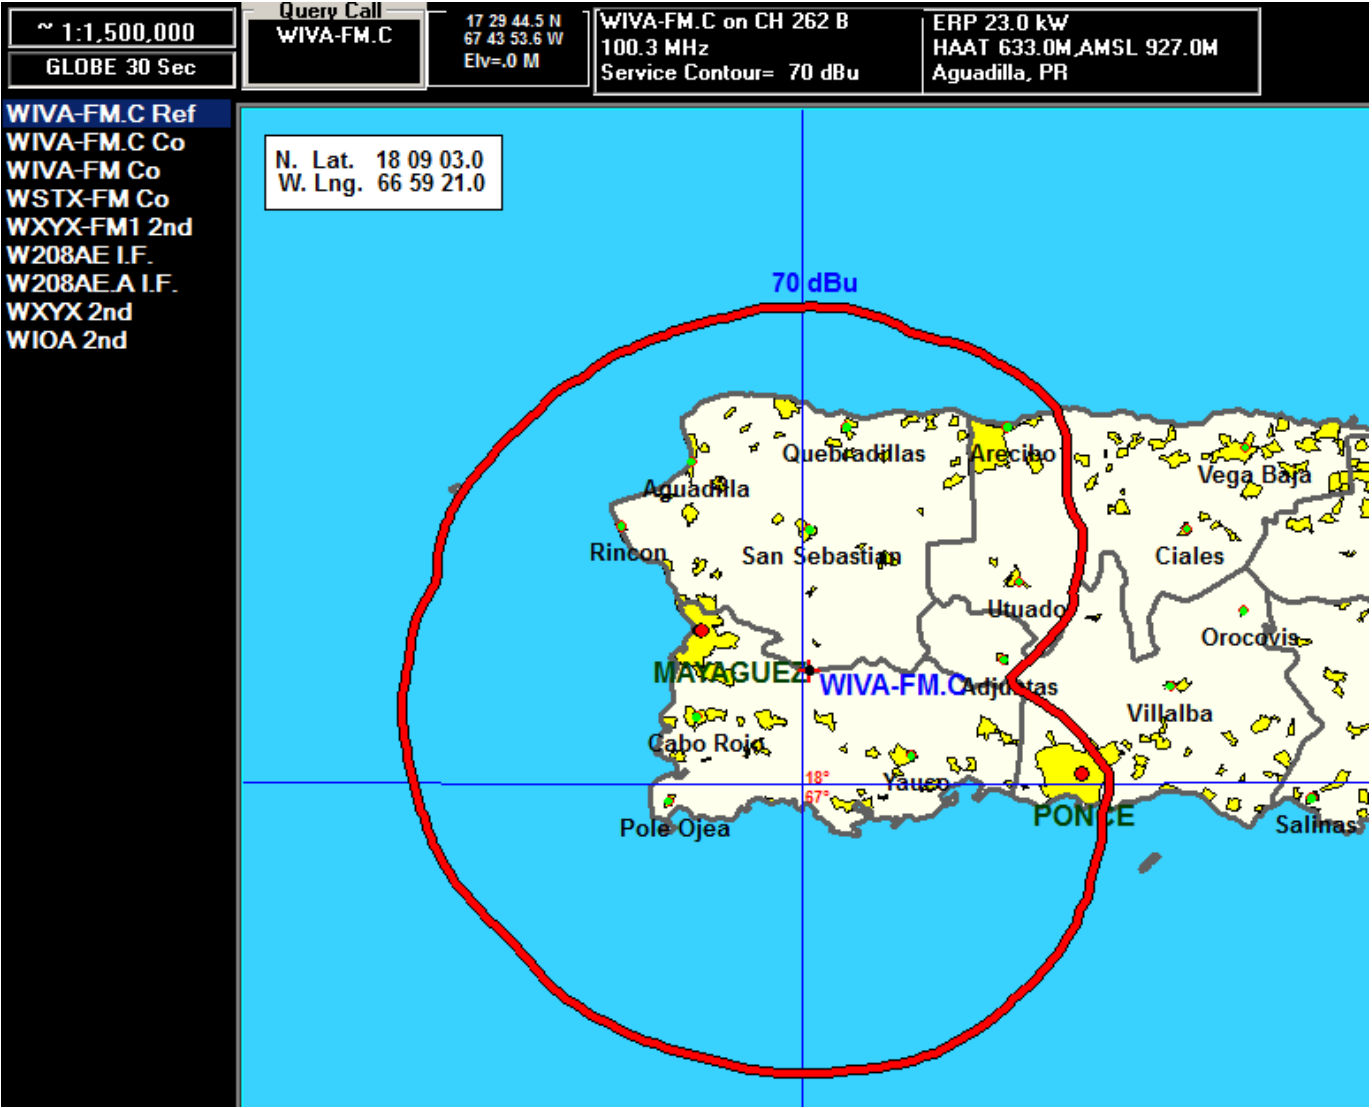 ~ 1:1,500,000
GLOBE 30 Sec
Query Call
WIVA-FM.C
17 29 44.5 N
67 43 53.6 W
Elv=.0 M
WIVA-FM.C on CH 262 B
100.3 MHz
Service Contour= 70 dBu
ERP 23.0 kW
HAAT 633.0M,AMSL 927.0M
Aguadilla, PR
WIVA-FM.C Ref
WIVA-FM.C Co
WIVA-FM Co
WSTX-FM Co
WXYX-FM1 2nd
W208AE I.F.
W208AE.A I.F.
WXYX 2nd
WIOA 2nd
N. Lat. 18 09 03.0
W. Lng. 66 59 21.0
70 dBu
Quebradillas
Arecibo
Vega Baja
Aguadilla
Rincon
San Sebastian
Ciales
Utuado
Orocovis
MAYAGUEZ
WIVA-FM.C
Adjuntas
Villalba
Cabo Rojo
Yauco
18°
67°
PONCE
Pole Ojea
Salinas